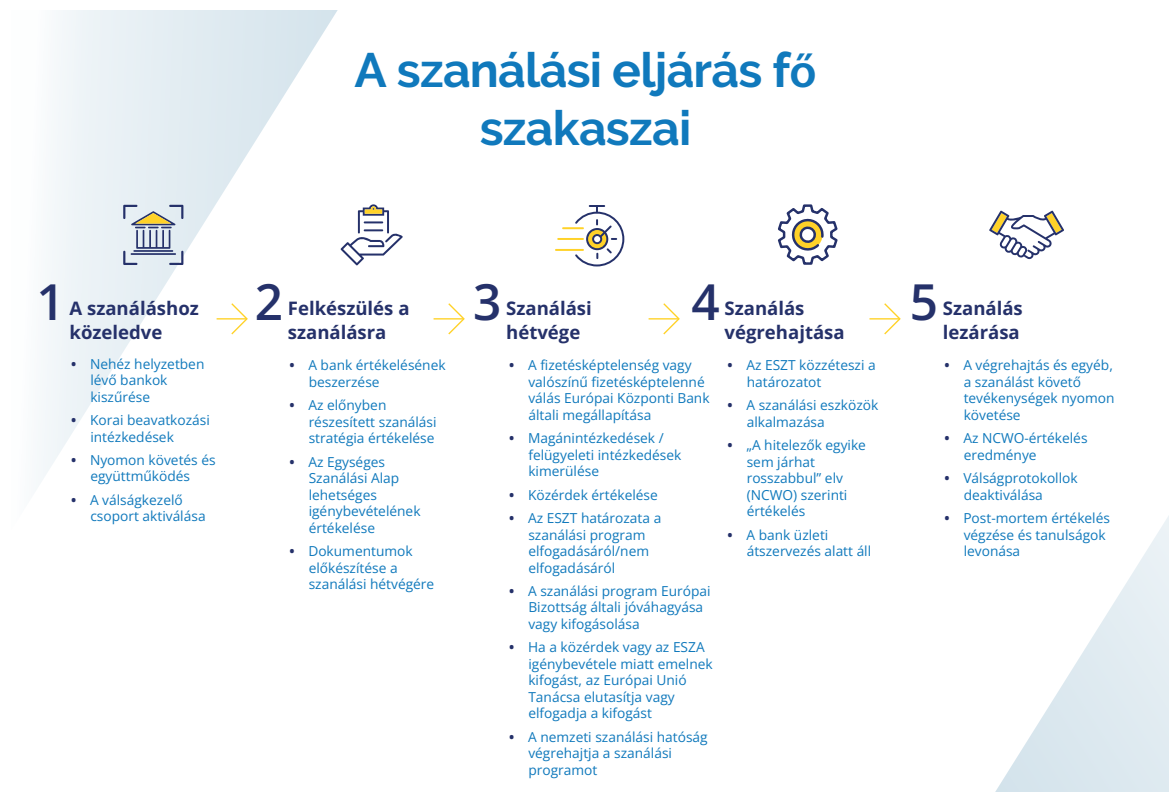 A szanálási eljárás fő
szakaszai
1
A szanáláshoz
közeledve
• Nehéz helyzetben
lévő bankok
kiszűrése
• Korai beavatkozási
intézkedések
• Nyomon követés és
együttműködés
• A válságkezelő
csoport aktiválása
2
Felkészülés a
szanálásra
• A bank értékelésének
beszerzése
• Az előnyben
részesített szanálási
stratégia értékelése
• Az Egységes
Szanálási Alap
lehetséges
igénybevételének
értékelése
• Dokumentumok
előkészítése a
szanálási hétvégére
3
Szanálási
hétvége
• A fizetésképtelenség vagy
valószínű fizetésképtelenné
válás Európai Központi Bank
általi megállapítása
• Magánintézkedések /
felügyeleti intézkedések
kimerülése
• Közérdek értékelése
• Az ESZT határozata a
szanálási program
elfogadásáról/nem
elfogadásáról
• A szanálási program Európai
Bizottság általi jóváhagyása
vagy kifogásolása
• Ha a közérdek vagy az ESZA
igénybevétele miatt emelnek
kifogást, az Európai Unió
Tanácsa elutasítja vagy
elfogadja a kifogást
• A nemzeti szanálási hatóság
végrehajtja a szanálási
programot
4
Szanálás
végrehajtása
• Az ESZT közzéteszi a
határozatot
• A szanálási eszközök
alkalmazása
• „A hitelezők egyike
sem járhat
rosszabbul” elv
(NCWO) szerinti
értékelés
• A bank üzleti
átszervezés alatt áll
5
Szanálás
lezárása
• A végrehajtás és egyéb,
a szanálást követő
tevékenységek nyomon
követése
• Az NCWO-értékelés
eredménye
• Válságprotokollok
deaktiválása
• Post-mortem értékelés
végzése és tanulságok
levonása